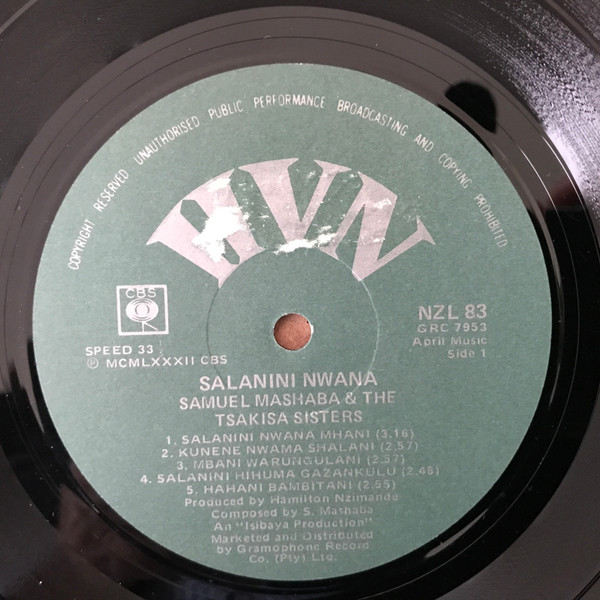 COPYRIGHT RESERVED UNAUTHORISED PUBLIC PERFORMANCE BROADCASTING AND COPYING PROHIBITED
HVN
CBS
NZL 83
GRC 7953
April Music
Side 1
SPEED 33
Ⓟ MCMLXXXII CBS
SALANINI NWANA
SAMUEL MASHABA & THE
TSAKISA SISTERS
1. SALANINI NWANA MHANI (3.16)
2. KUNENE NWAMA SHALANI (2.57)
3. MBANI WARUNGULANI (2.57)
4. SALANINI HIHUMA GAZANKULU (2.48)
5. HAHANI BAMBITANI (2.55)
Produced by Hamilton Nzimande
Composed by S. Mashaba
An "Isibaya Production"
Marketed and Distributed
by Gramophone Record
Co. (Pty) Ltd.